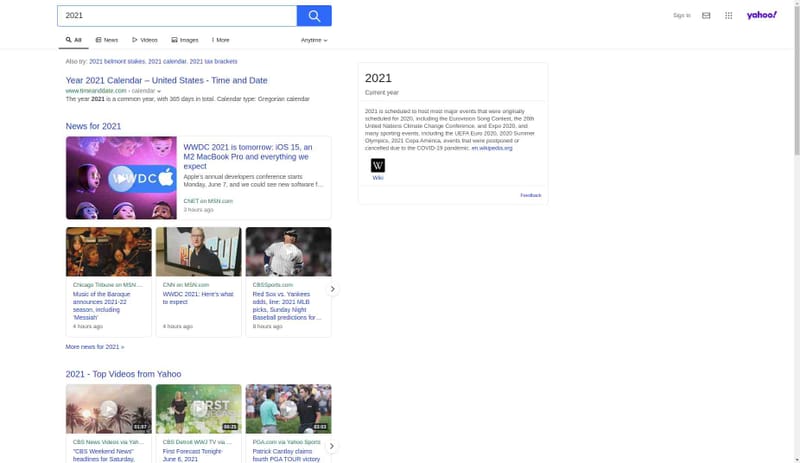 2021
Sign In
yahoo!
All
News
Videos
Images
More
Anytime
Also try: 2021 belmont stakes, 2021 calendar, 2021 tax brackets
Year 2021 Calendar – United States - Time and Date
www.timeanddate.com › calendar
The year 2021 is a common year, with 365 days in total. Calendar type: Gregorian calendar
News for 2021
WWDC
WWDC 2021 is tomorrow: iOS 15, an
M2 MacBook Pro and everything we
expect
Apple's annual developers conference starts
Monday, June 7, and we could see new software f…
CNET on MSN.com
3 hours ago
Chicago Tribune on MSN…
Music of the Baroque
announces 2021-22
season, including
'Messiah'
4 hours ago
CNN on MSN.com
WWDC 2021: Here's what
to expect
4 hours ago
CBSSports.com
Red Sox vs. Yankees
odds, line: 2021 MLB
picks, Sunday Night
Baseball predictions for…
8 hours ago
More news for 2021 »
2021 - Top Videos from Yahoo
01:57
CBS News Videos via Yah…
"CBS Weekend News"
headlines for Saturday,
FIRST
00:25
CBS Detroit WWJ TV via …
First Forecast Tonight-
June 6, 2021
03:03
PGA.com via Yahoo Sports
Patrick Cantlay claims
fourth PGA TOUR victory
2021
Current year
2021 is scheduled to host most major events that were originally
scheduled for 2020, including the Eurovision Song Contest, the 26th
United Nations Climate Change Conference, and Expo 2020, and
many sporting events, including the UEFA Euro 2020, 2020 Summer
Olympics, 2021 Copa América, events that were postponed or
cancelled due to the COVID-19 pandemic. en.wikipedia.org
W
Wiki
Feedback